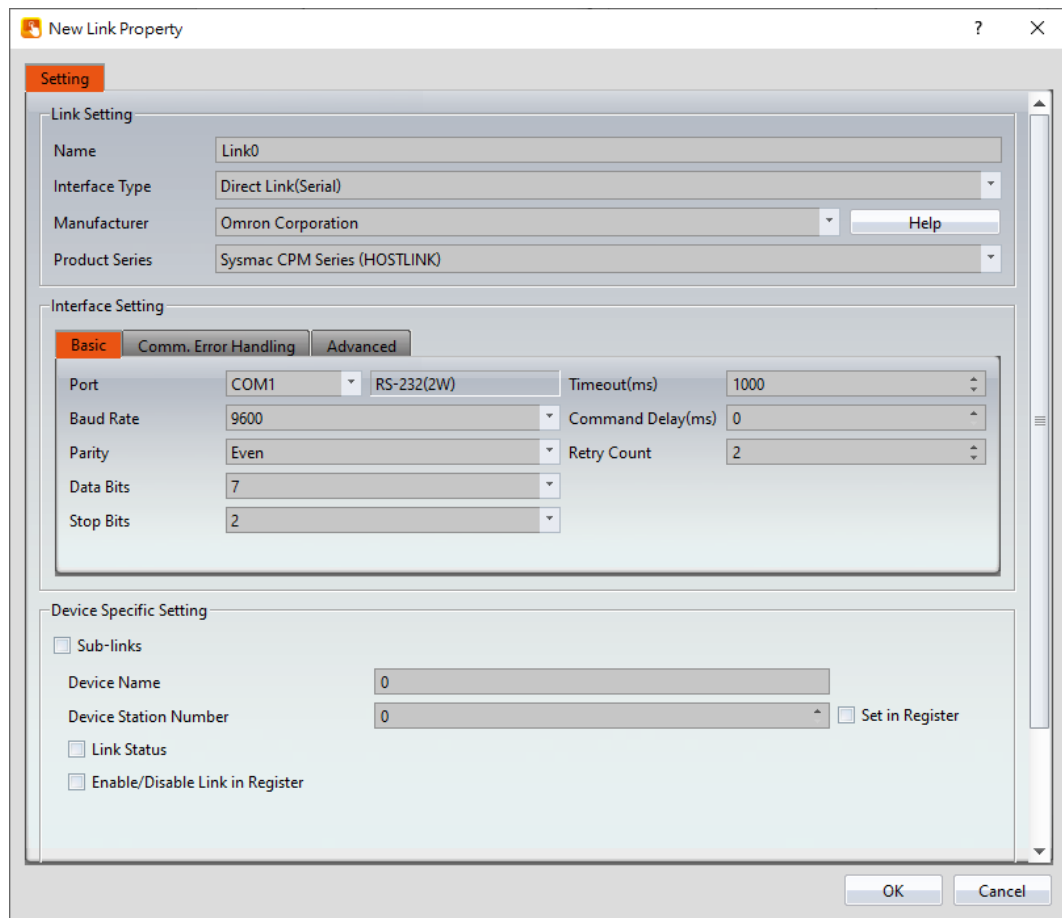 New Link Property
Setting
Link Setting
Name Link0
Interface Type Direct Link(Serial)
Manufacturer Omron Corporation Help
Product Series Sysmac CPM Series (HOSTLINK)
Interface Setting
Basic Comm. Error Handling Advanced
Port COM1 RS-232(2W) Timeout(ms) 1000
Baud Rate 9600 Command Delay(ms) 0
Parity Even Retry Count 2
Data Bits 7
Stop Bits 2
Device Specific Setting
Sub-links
Device Name 0
Device Station Number 0 Set in Register
Link Status
Enable/Disable Link in Register
OK Cancel